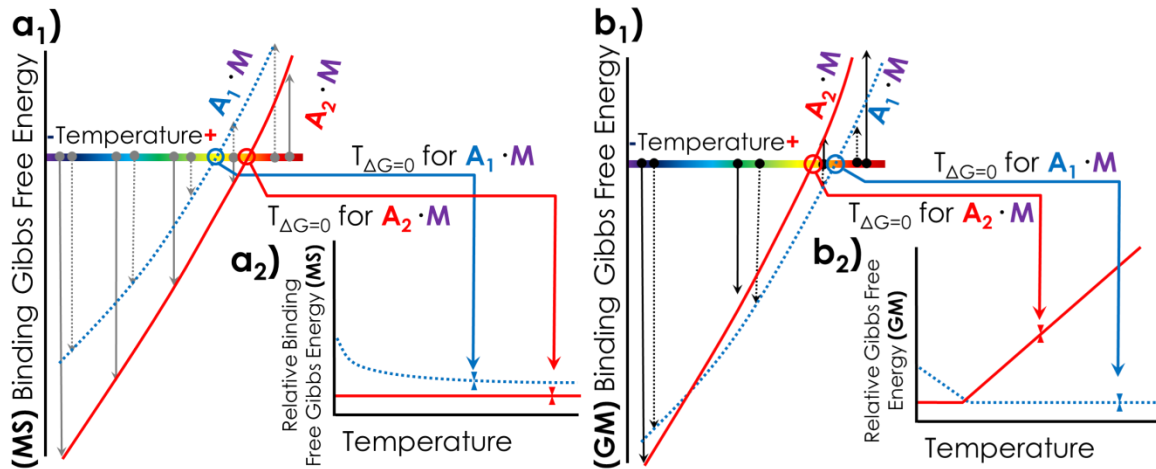 a1)
(MS) Binding Gibbs Free Energy
-Temperature+
A1·M
A2·M
TΔG=0 for A1·M
TΔG=0 for A2·M
a2)
Relative Binding
Free Gibbs Energy (MS)
Temperature
b1)
(GM) Binding Gibbs Free Energy
-Temperature+
A2·M
A1·M
TΔG=0 for A1·M
TΔG=0 for A2·M
b2)
Relative Gibbs Free
Energy (GM)
Temperature